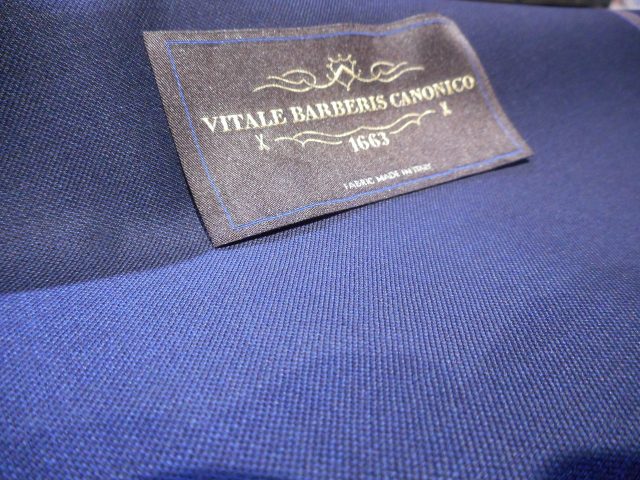 VITALE BARBERIS CANONICO
1663
FABRIC MADE IN ITALY